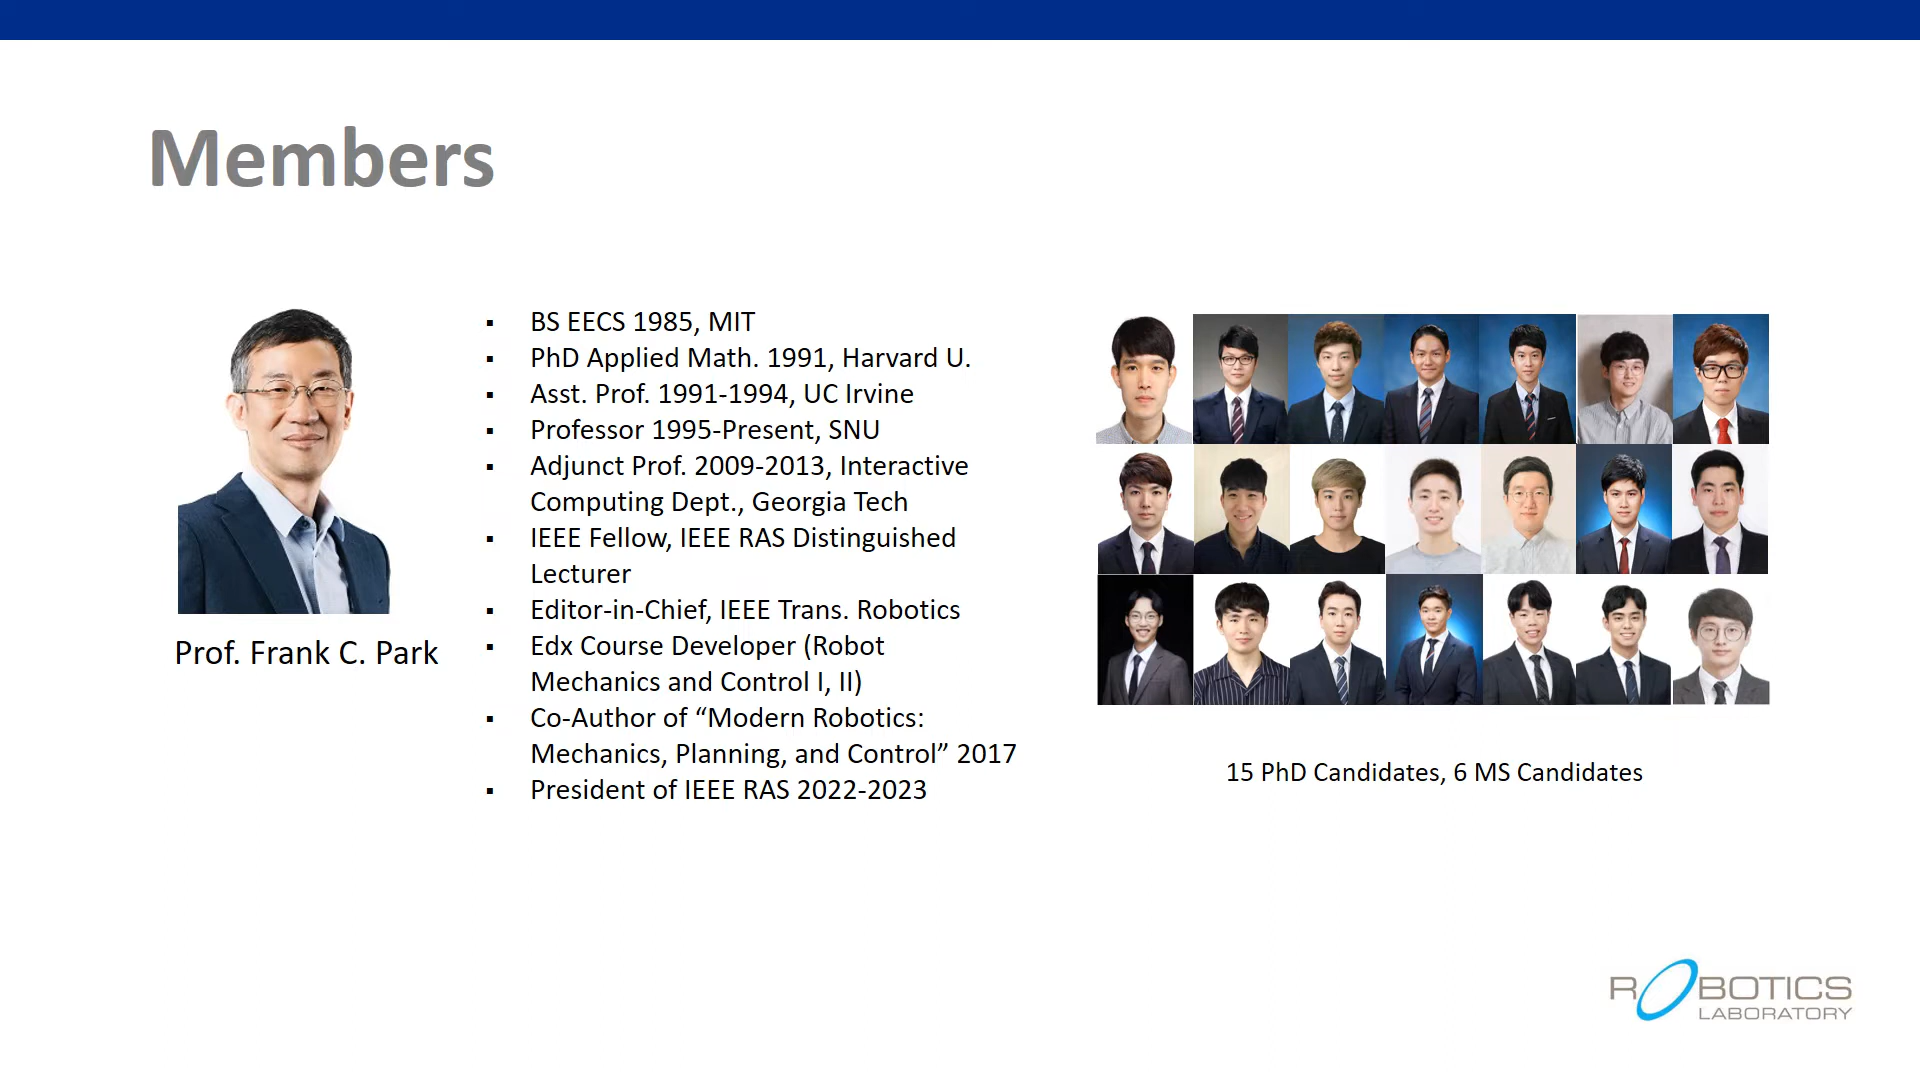 Members
Prof. Frank C. Park
▪ BS EECS 1985, MIT
▪ PhD Applied Math. 1991, Harvard U.
▪ Asst. Prof. 1991-1994, UC Irvine
▪ Professor 1995-Present, SNU
▪ Adjunct Prof. 2009-2013, Interactive
Computing Dept., Georgia Tech
▪ IEEE Fellow, IEEE RAS Distinguished
Lecturer
▪ Editor-in-Chief, IEEE Trans. Robotics
▪ Edx Course Developer (Robot
Mechanics and Control I, II)
▪ Co-Author of “Modern Robotics:
Mechanics, Planning, and Control” 2017
▪ President of IEEE RAS 2022-2023
15 PhD Candidates, 6 MS Candidates
ROBOTICS
LABORATORY